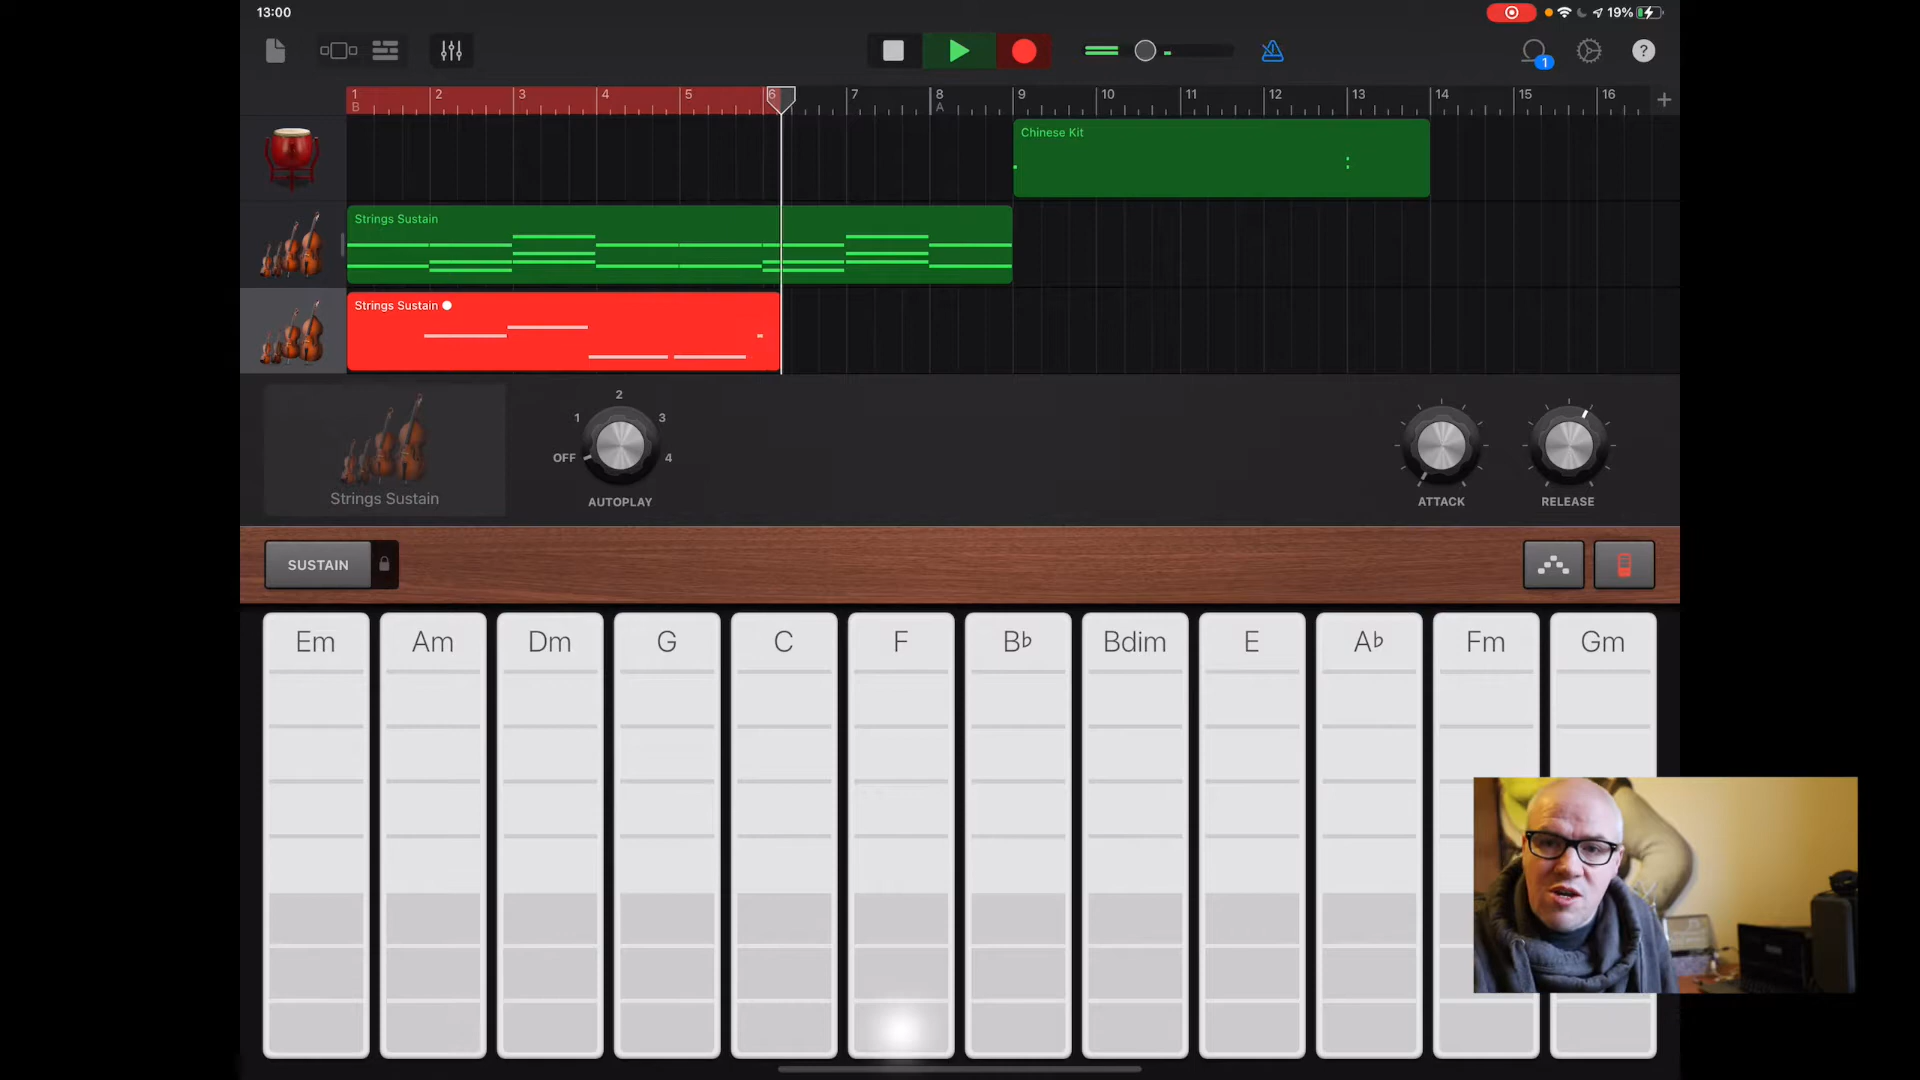 13:00
19%
1
?
1 2 3 4 5 6 7 8 9 10 11 12 13 14 15 16 +
B A
Chinese Kit
Strings Sustain
Strings Sustain
Strings Sustain
OFF 1 2 3 4
AUTOPLAY
ATTACK
RELEASE
SUSTAIN
Em Am Dm G C F B♭ Bdim E A♭ Fm Gm